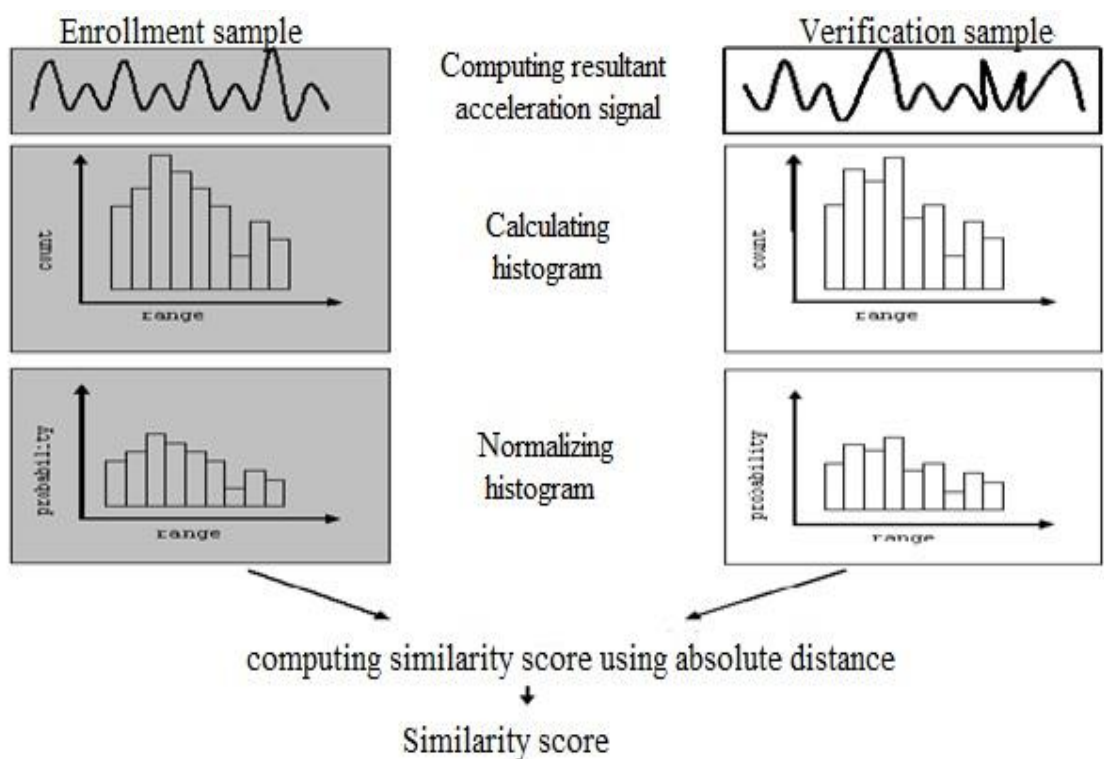 Enrollment sample
Verification sample
Computing resultant
acceleration signal
count
range
Calculating
histogram
count
range
probability
range
Normalizing
histogram
probability
range
computing similarity score using absolute distance
Similarity score